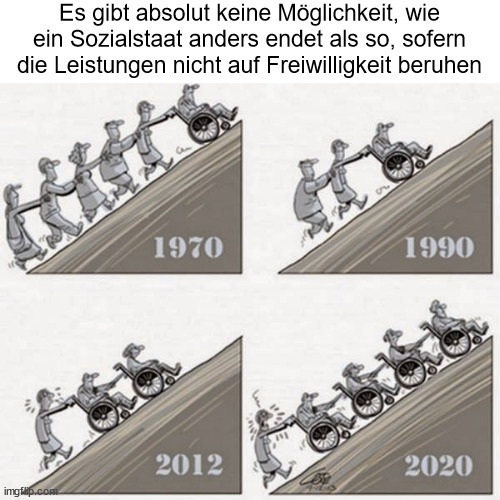 Es gibt absolut keine Möglichkeit, wie
ein Sozialstaat anders endet als so, sofern
die Leistungen nicht auf Freiwilligkeit beruhen
1970
1990
2012
2020
imgflip.com